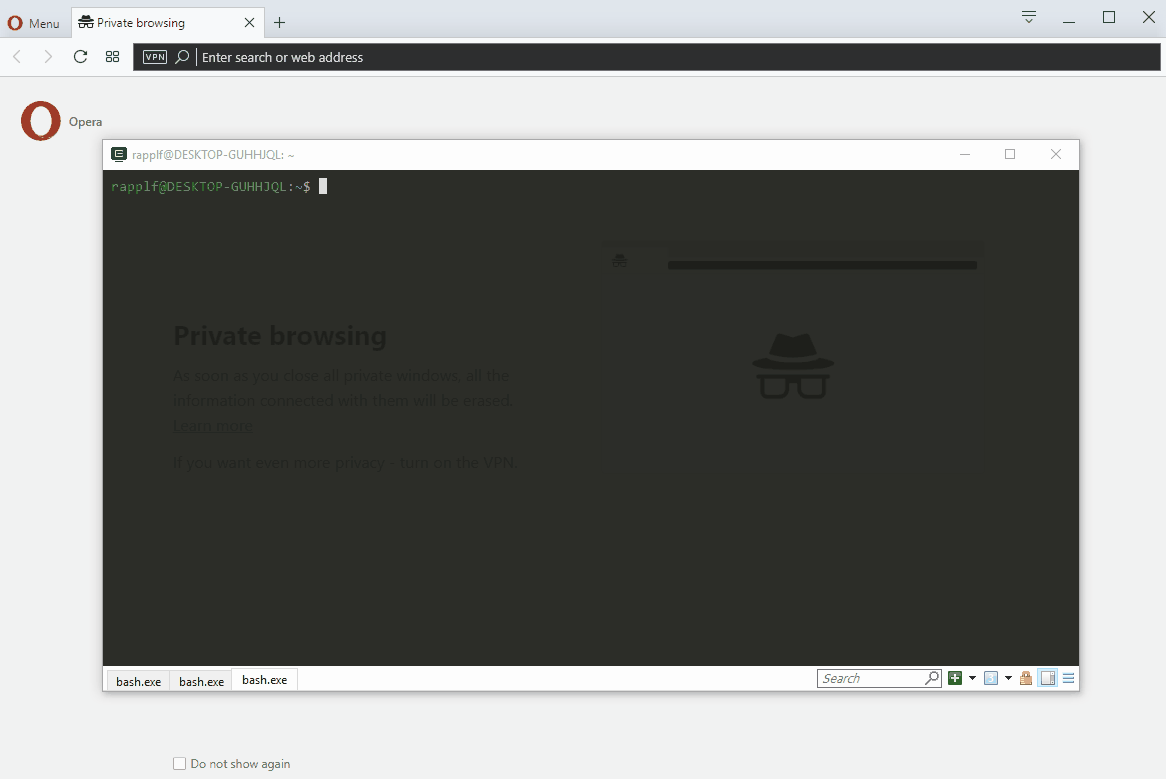 Menu
Private browsing
VPN
Enter search or web address
Opera
rapplf@DESKTOP-GUHHJQL: ~
rapplf@DESKTOP-GUHHJQL:~$
Private browsing
As soon as you close all private windows, all the
information connected with them will be erased.
Learn more
If you want even more privacy - turn on the VPN.
bash.exe
bash.exe
bash.exe
Search
Do not show again